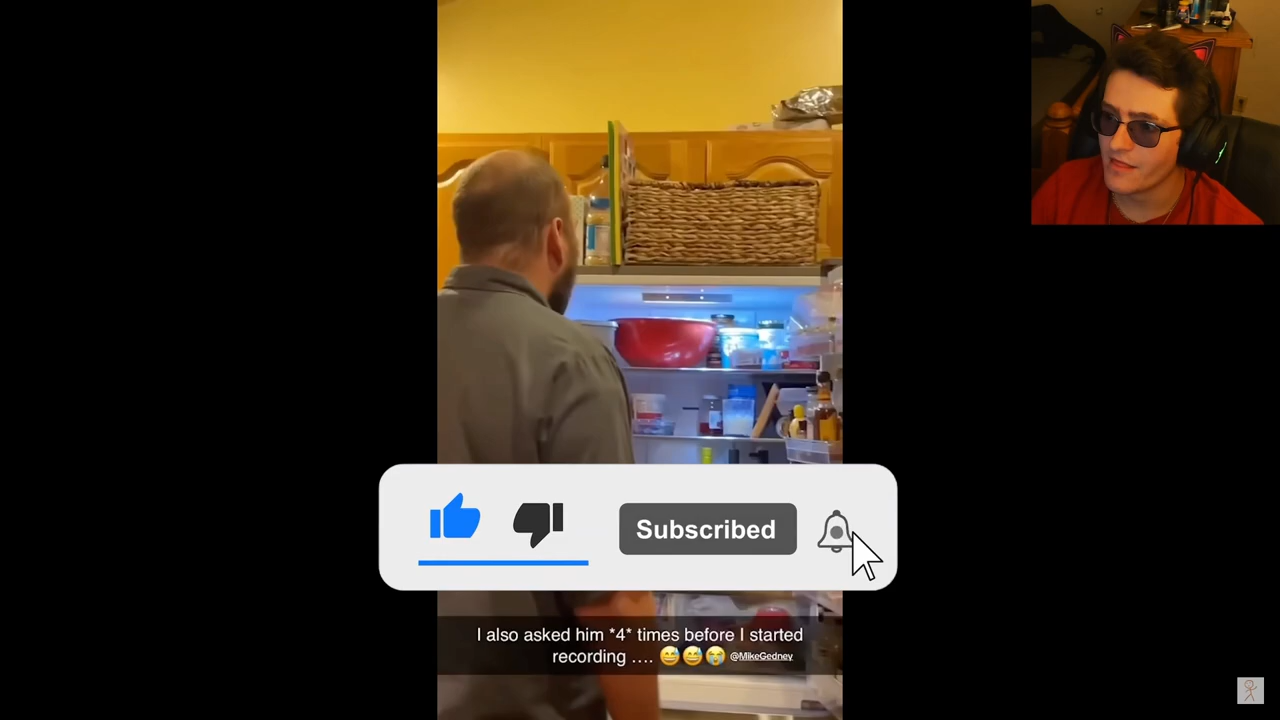 Subscribed
I also asked him *4* times before I started
recording .... 😅😅😭 @MikeGedney